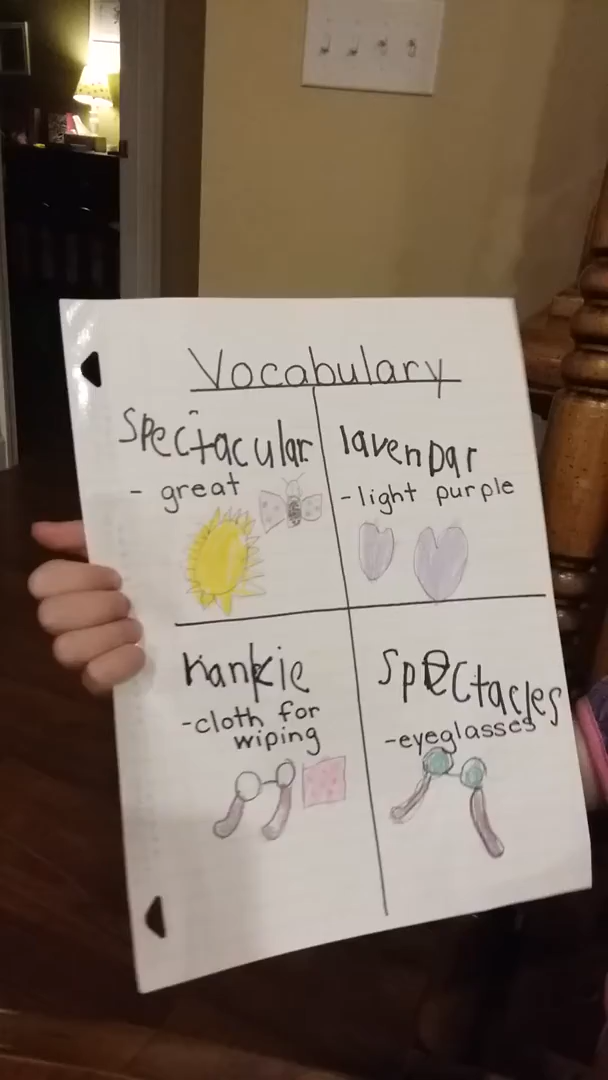 Vocabulary
Spectacular
- great
lavendar
- light purple
hankie
- cloth for
wiping
Spectacles
- eyeglasses